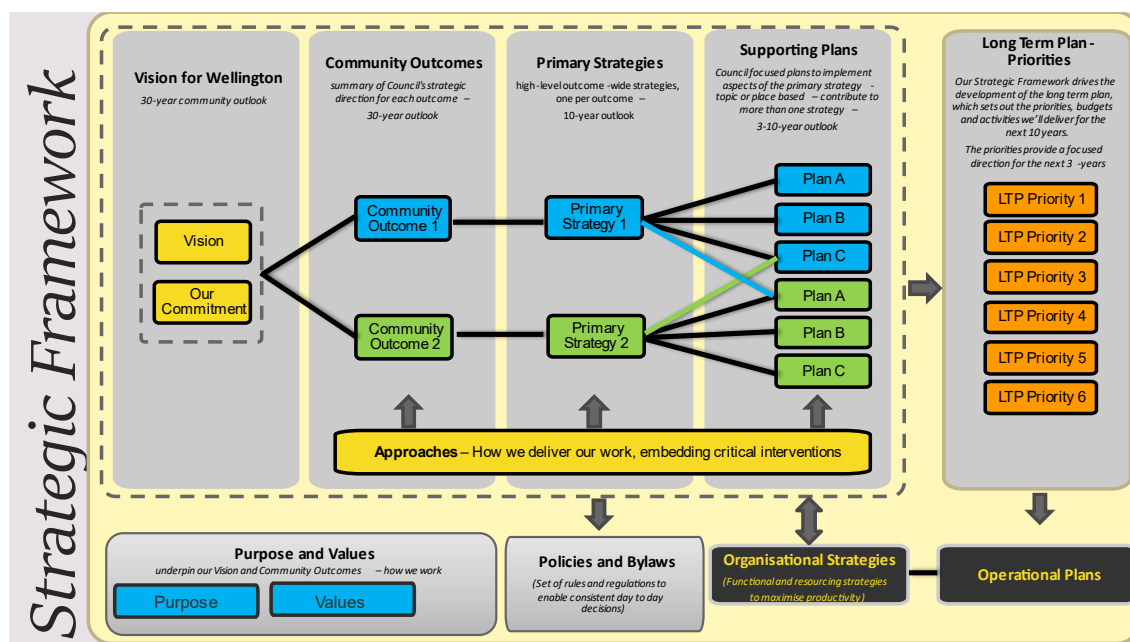 Strategic Framework
Vision for Wellington
30-year community outlook
Vision
Our
Commitment
Community Outcomes
summary of Council's strategic
direction for each outcome –
30-year outlook
Community
Outcome 1
Community
Outcome 2
Primary Strategies
high-level outcome -wide strategies,
one per outcome –
10-year outlook
Primary
Strategy 1
Primary
Strategy 2
Supporting Plans
Council focused plans to implement
aspects of the primary strategy -
topic or place based – contribute to
more than one strategy –
3-10-year outlook
Plan A
Plan B
Plan C
Plan A
Plan B
Plan C
Approaches – How we deliver our work, embedding critical interventions
Long Term Plan -
Priorities
Our Strategic Framework drives the
development of the long term plan,
which sets out the priorities, budgets
and activities we'll deliver for the
next 10 years.
The priorities provide a focused
direction for the next 3 -years
LTP Priority 1
LTP Priority 2
LTP Priority 3
LTP Priority 4
LTP Priority 5
LTP Priority 6
Purpose and Values
underpin our Vision and Community Outcomes – how we work
Purpose
Values
Policies and Bylaws
(Set of rules and regulations to
enable consistent day to day
decisions)
Organisational Strategies
(Functional and resourcing strategies
to maximise productivity)
Operational Plans